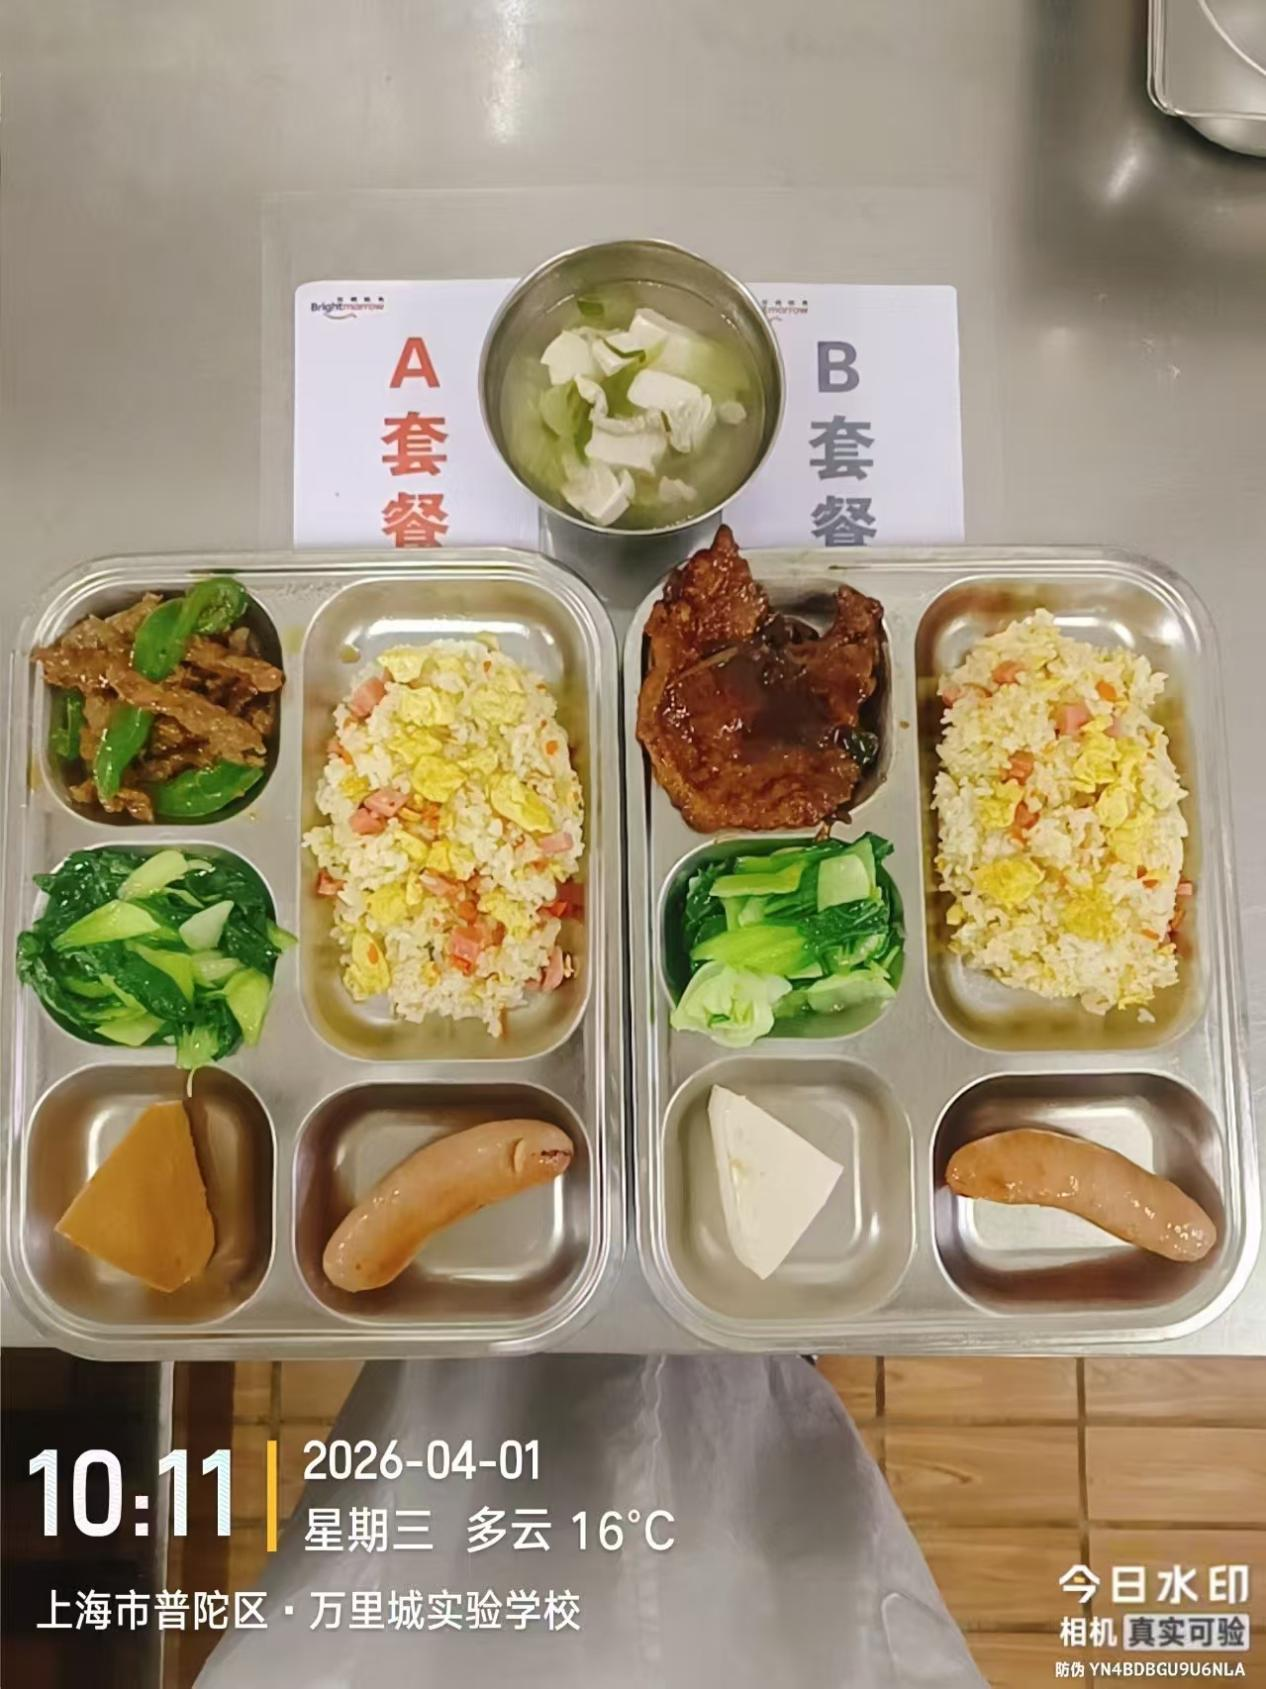 Brightmarrow
A
套
餐
B
套
餐
10:11
2026-04-01
星期三 多云 16°C
上海市普陀区·万里城实验学校
今日水印
相机 真实可验
防伪 YN4BDBGU9U6NLA